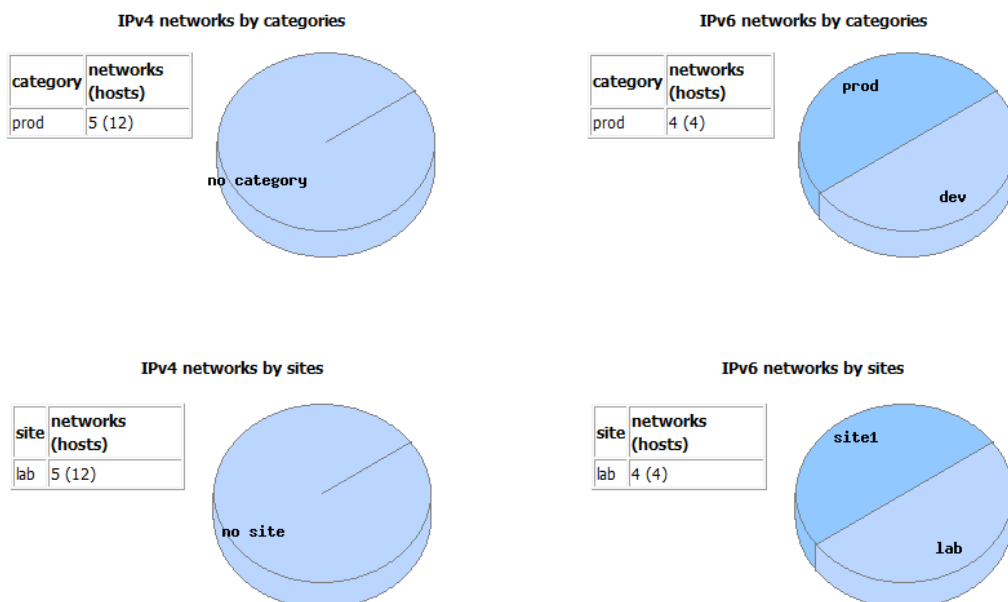 IPv4 networks by categories
category networks (hosts)
prod 5 (12)
no category
IPv6 networks by categories
category networks (hosts)
prod 4 (4)
prod
dev
IPv4 networks by sites
site networks (hosts)
lab 5 (12)
no site
IPv6 networks by sites
site networks (hosts)
lab 4 (4)
site1
lab